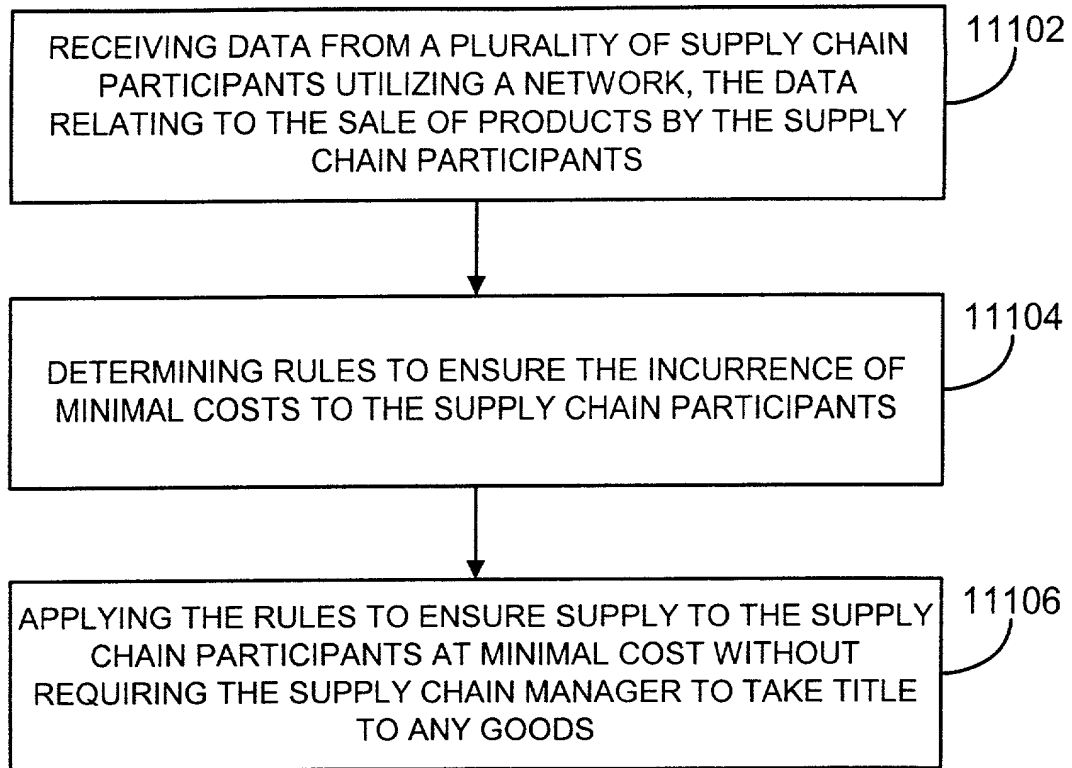 RECEIVING DATA FROM A PLURALITY OF SUPPLY CHAIN
PARTICIPANTS UTILIZING A NETWORK, THE DATA
RELATING TO THE SALE OF PRODUCTS BY THE SUPPLY
CHAIN PARTICIPANTS
11102
DETERMINING RULES TO ENSURE THE INCURRENCE OF
MINIMAL COSTS TO THE SUPPLY CHAIN PARTICIPANTS
11104
APPLYING THE RULES TO ENSURE SUPPLY TO THE SUPPLY
CHAIN PARTICIPANTS AT MINIMAL COST WITHOUT
REQUIRING THE SUPPLY CHAIN MANAGER TO TAKE TITLE
TO ANY GOODS
11106